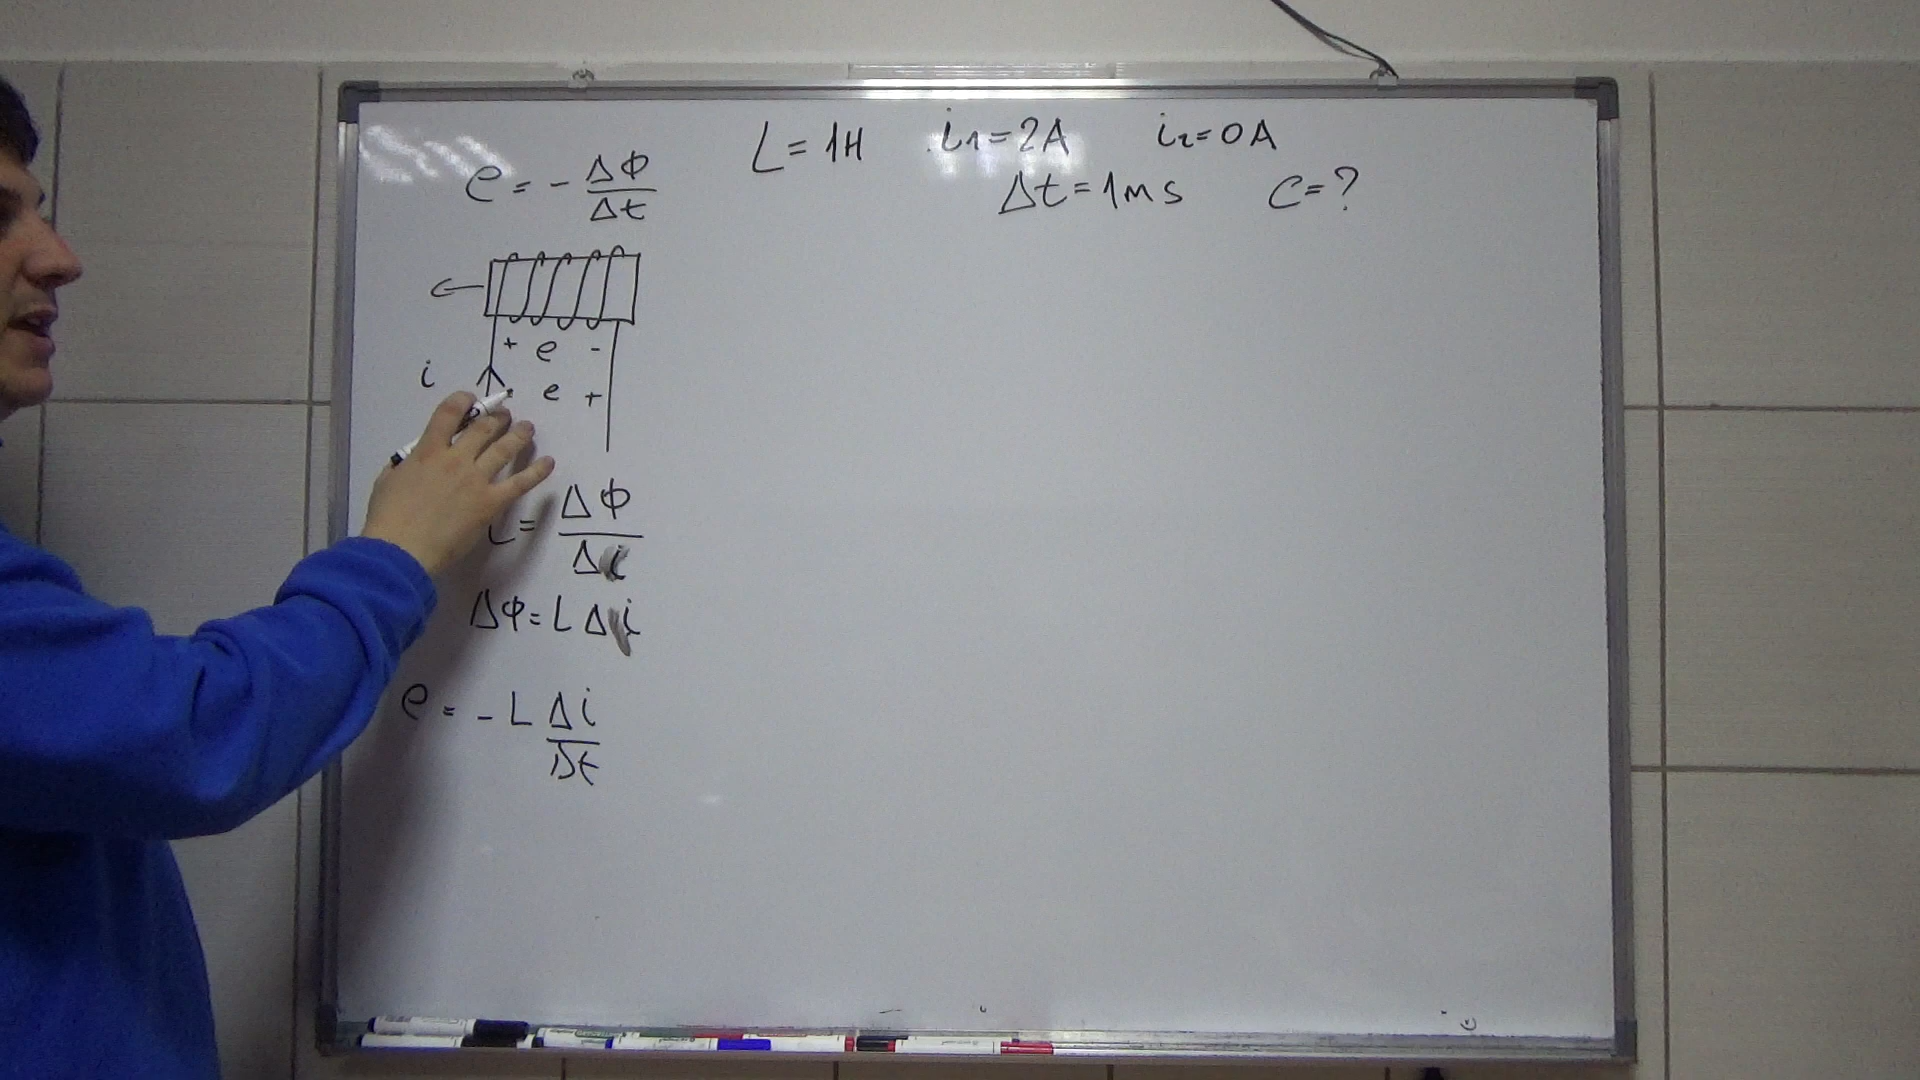 L = 1H   i₁ = 2A   i₂ = 0A
Δt = 1ms   e = ?
e = - ΔΦ/Δt
+ e -
i
- e +
L = ΔΦ/Δi
Δφ = L Δi
e = - L Δi/Δt